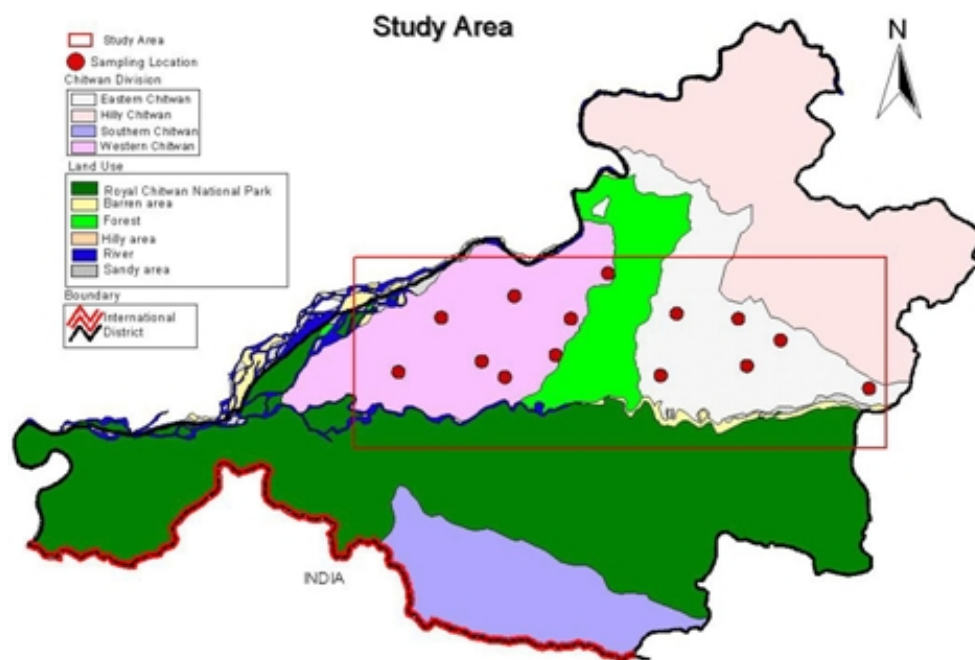 Study Area
N
Study Area
Sampling Location
Chitwan Division
Eastern Chitwan
Hilly Chitwan
Southern Chitwan
Western Chitwan
Land Use
Royal Chitwan National Park
Barren area
Forest
Hilly area
River
Sandy area
Boundary
International
District
INDIA